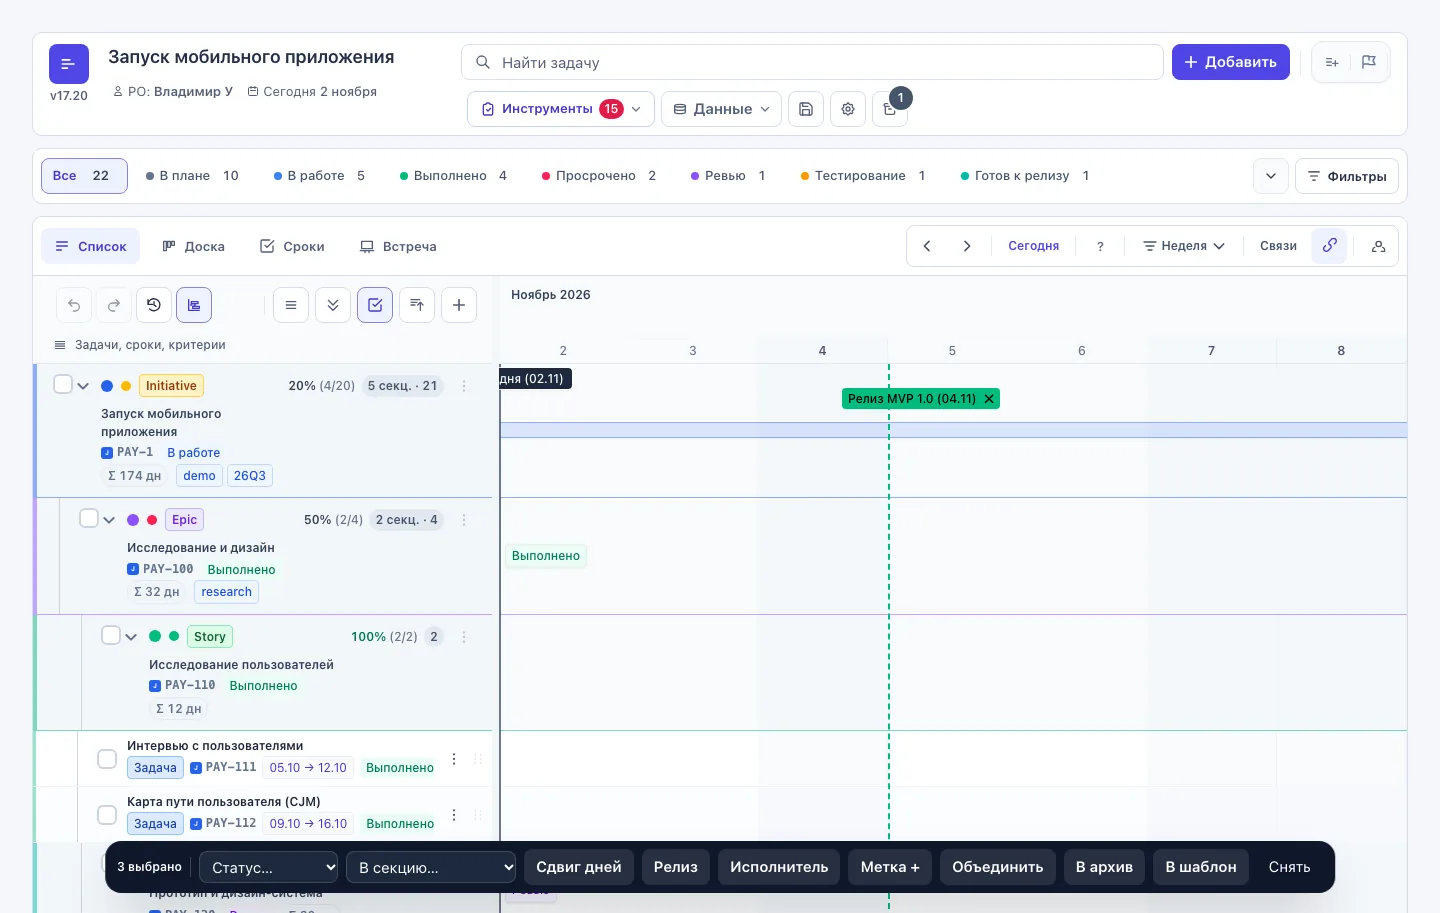 Запуск мобильного приложения
v17.20
PO: Владимир У
Сегодня 2 ноября
Найти задачу
Добавить
Инструменты 15
Данные
1
Все 22
В плане 10
В работе 5
Выполнено 4
Просрочено 2
Ревью 1
Тестирование 1
Готов к релизу 1
Фильтры
Список
Доска
Сроки
Встреча
Сегодня
?
Неделя
Связи
Задачи, сроки, критерии
Ноябрь 2026
2 3 4 5 6 7 8
дня (02.11)
Релиз MVP 1.0 (04.11) ✕
Initiative
20% (4/20) 5 секц. · 21
Запуск мобильного
приложения
PAY-1 В работе
Σ 174 дн demo 26Q3
Epic
50% (2/4) 2 секц. · 4
Исследование и дизайн
PAY-100 Выполнено
Σ 32 дн research
Выполнено
Story
100% (2/2) 2
Исследование пользователей
PAY-110 Выполнено
Σ 12 дн
Интервью с пользователями
Задача PAY-111 05.10 → 12.10 Выполнено
Карта пути пользователя (CJM)
Задача PAY-112 09.10 → 16.10 Выполнено
3 выбрано
Статус...
В секцию...
Сдвиг дней
Релиз
Исполнитель
Метка +
Объединить
В архив
В шаблон
Снять
Прототип и дизайн-система